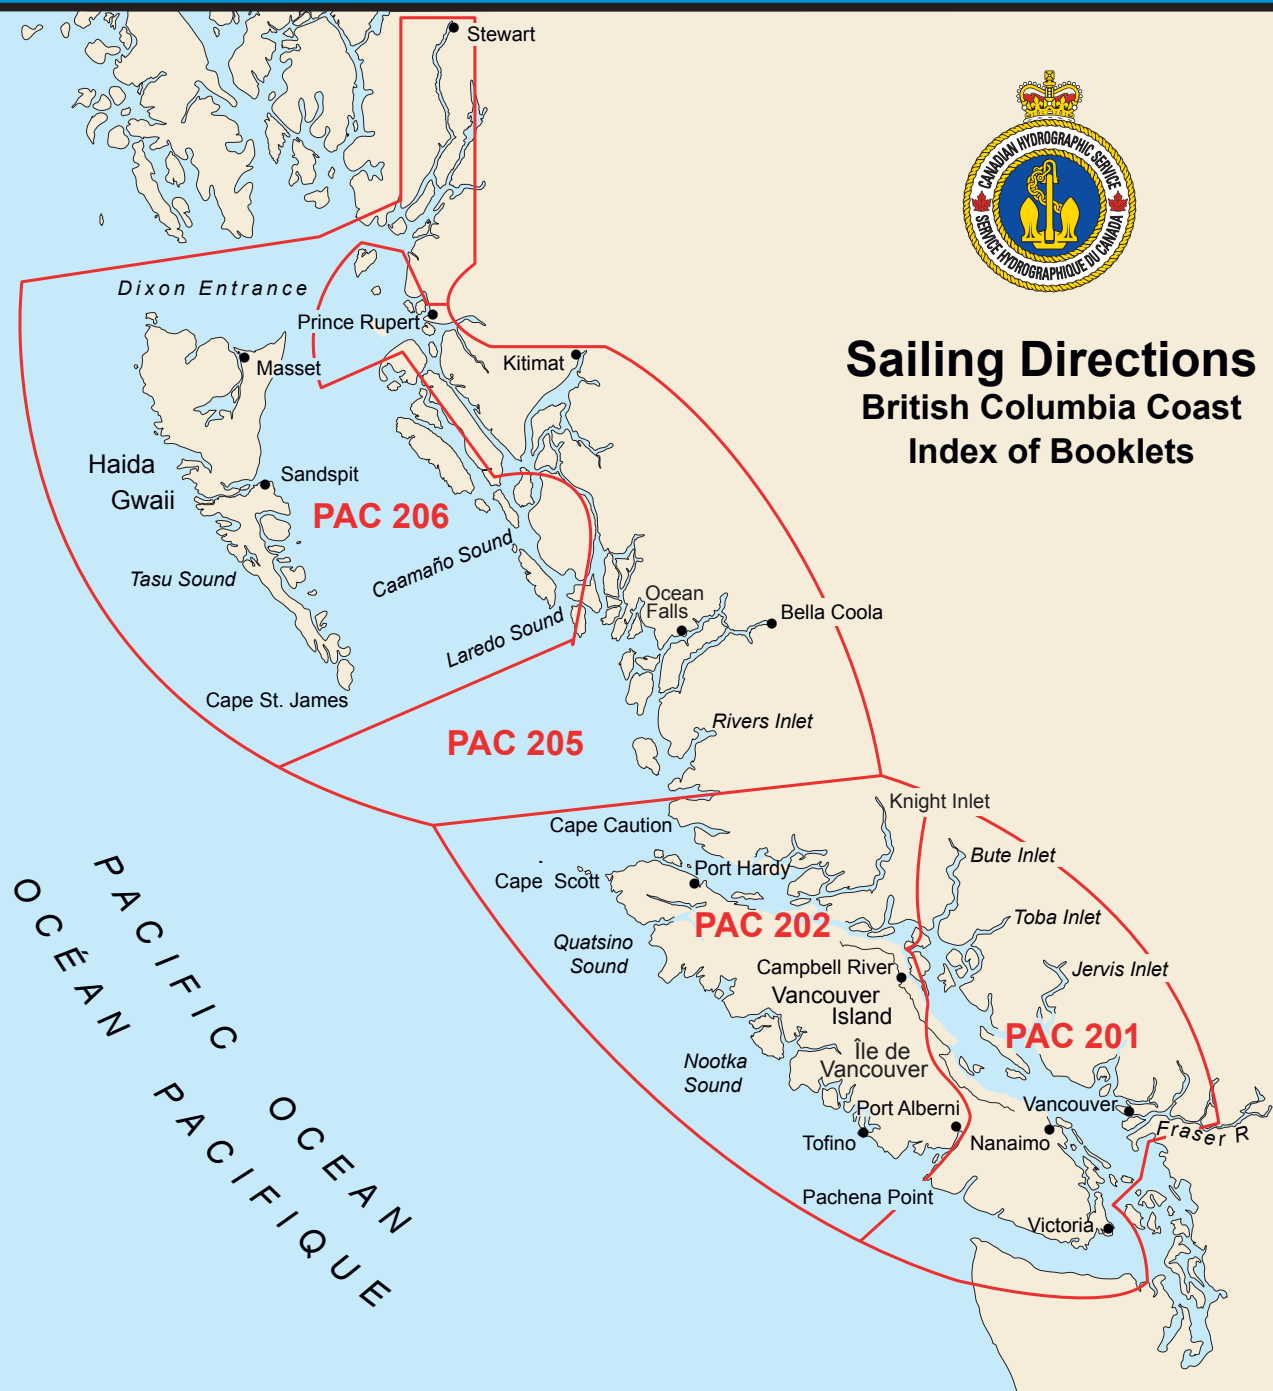 Stewart
CANADIAN HYDROGRAPHIC SERVICE
SERVICE HYDROGRAPHIQUE DU CANADA
Sailing Directions
British Columbia Coast
Index of Booklets
Dixon Entrance
Prince Rupert
Masset
Kitimat
Haida
Gwaii
Sandspit
PAC 206
Tasu Sound
Caamaño Sound
Ocean
Falls
Bella Coola
Laredo Sound
Cape St. James
Rivers Inlet
PAC 205
Knight Inlet
Cape Caution
Bute Inlet
Port Hardy
Cape Scott
PAC 202
Toba Inlet
Quatsino
Sound
Campbell River
Jervis Inlet
Vancouver
Island
PAC 201
Île de
Vancouver
Nootka
Sound
Port Alberni
Vancouver
Fraser R
Tofino
Nanaimo
Pachena Point
Victoria
PACIFIC OCEAN
OCÉAN PACIFIQUE